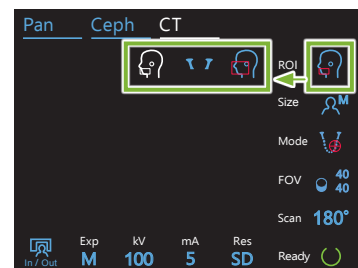 Pan Ceph CT
ROI
Size M
Mode
FOV 40 40
Scan 180°
In / Out
Exp M
kV 100
mA 5
Res SD
Ready